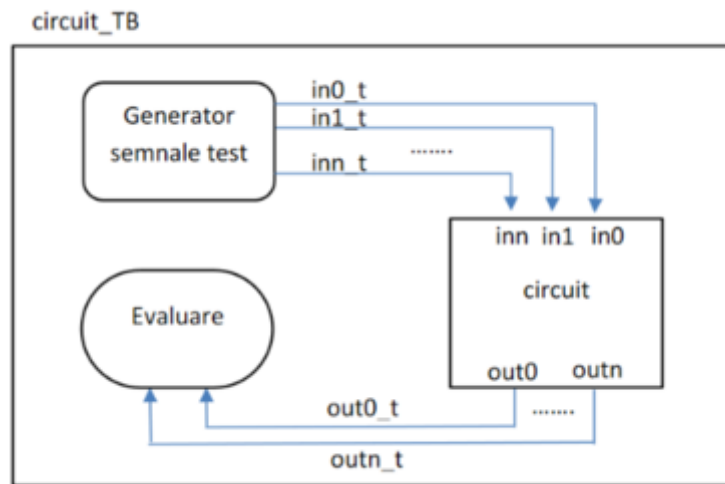 circuit_TB
Generator
semnale test
in0_t
in1_t
.......
inn_t
inn in1 in0
circuit
Evaluare
out0 outn
out0_t
.......
outn_t